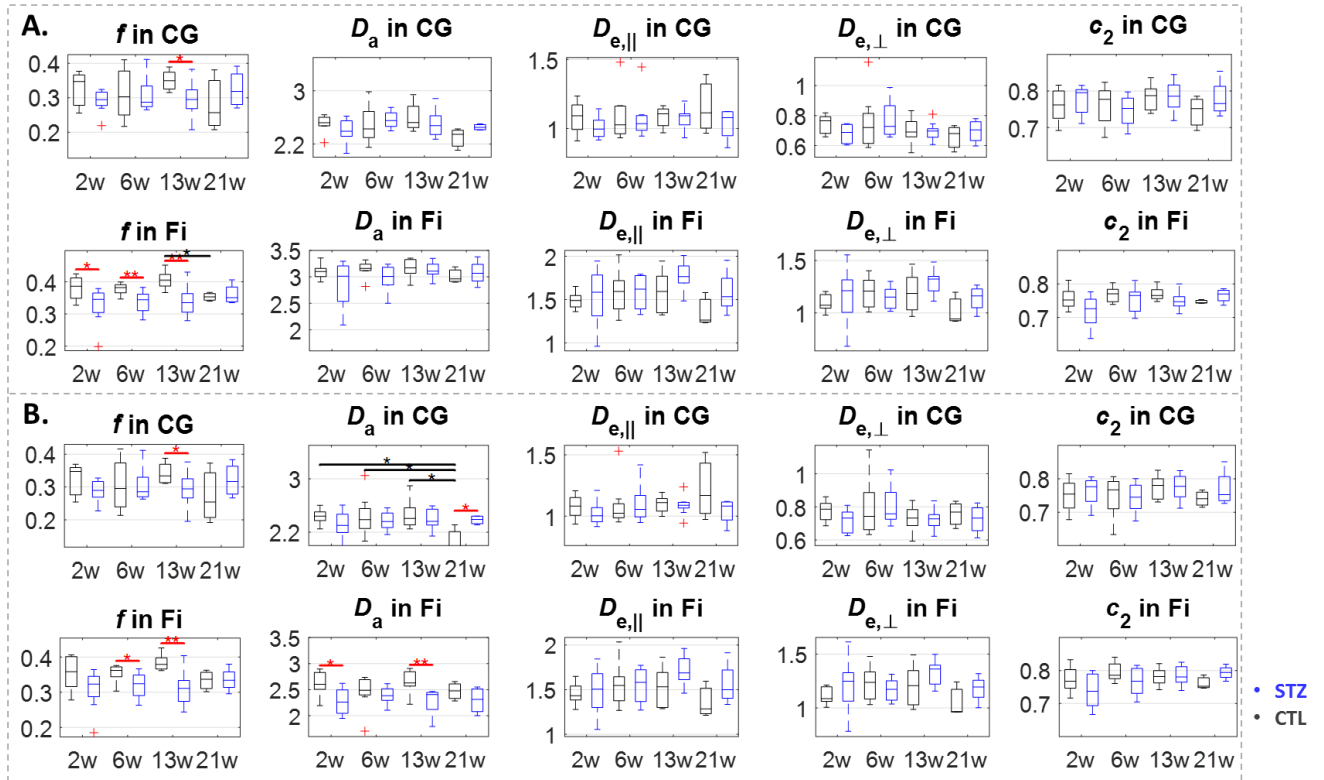 A.
f in CG
Da in CG
De,|| in CG
De,⊥ in CG
c2 in CG
0.4
0.3
0.2
3
2.2
1.5
1
1
0.8
0.6
0.8
0.7
2w 6w 13w 21w
2w 6w 13w 21w
2w 6w 13w 21w
2w 6w 13w 21w
2w 6w 13w 21w
f in Fi
Da in Fi
De,|| in Fi
De,⊥ in Fi
c2 in Fi
* ** ** *
0.4
0.3
0.2
3.5
3
2.5
2
2
1.5
1
1.5
1
0.8
0.7
2w 6w 13w 21w
2w 6w 13w 21w
2w 6w 13w 21w
2w 6w 13w 21w
2w 6w 13w 21w
B.
f in CG
Da in CG
De,|| in CG
De,⊥ in CG
c2 in CG
*
* * * *
0.4
0.3
0.2
3
2.2
1.5
1
1
0.8
0.6
0.8
0.7
2w 6w 13w 21w
2w 6w 13w 21w
2w 6w 13w 21w
2w 6w 13w 21w
2w 6w 13w 21w
f in Fi
Da in Fi
De,|| in Fi
De,⊥ in Fi
c2 in Fi
* **
* **
0.4
0.3
0.2
3.5
3
2.5
2
2
1.5
1
1.5
1
0.8
0.7
2w 6w 13w 21w
2w 6w 13w 21w
2w 6w 13w 21w
2w 6w 13w 21w
2w 6w 13w 21w
• STZ
• CTL